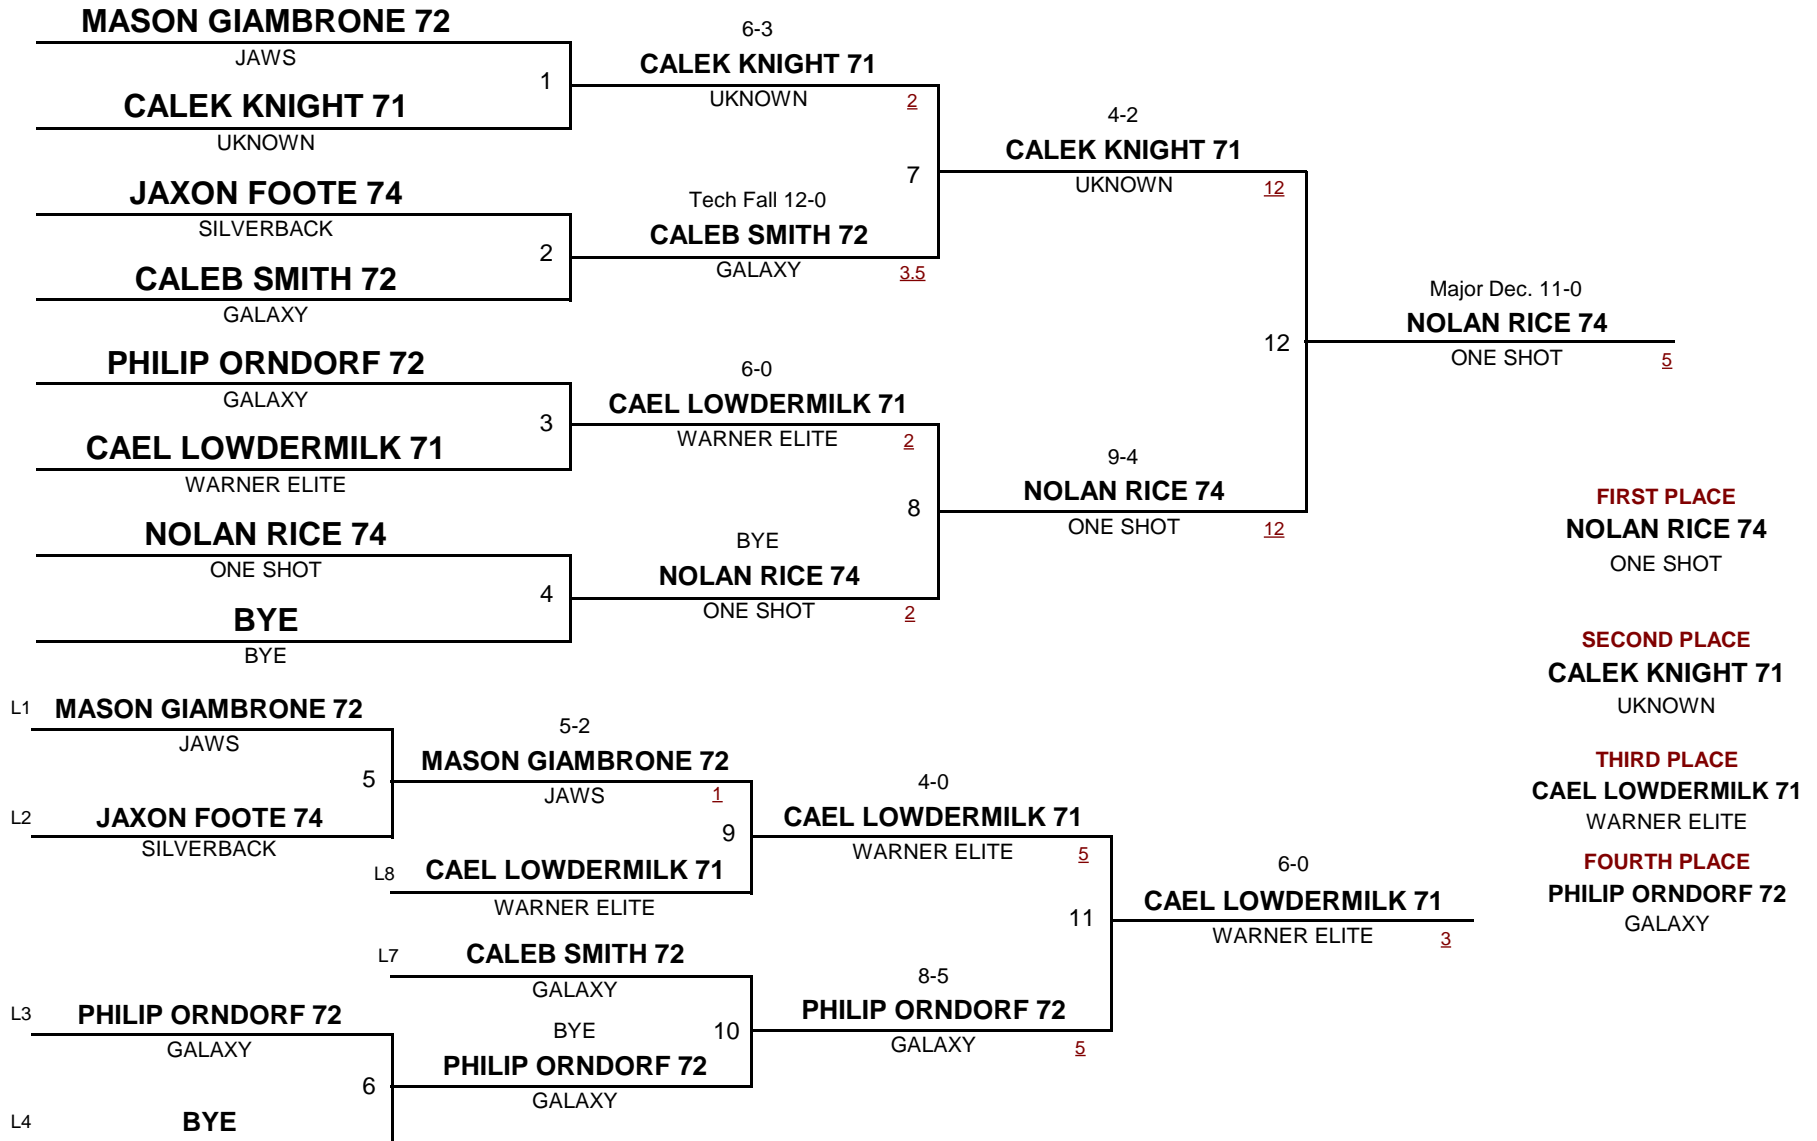 MASON GIAMBRONE 72
JAWS
1
CALEK KNIGHT 71
UKNOWN
6-3
CALEK KNIGHT 71
UKNOWN
2
JAXON FOOTE 74
SILVERBACK
2
CALEB SMITH 72
GALAXY
Tech Fall 12-0
CALEB SMITH 72
GALAXY
3.5
7
4-2
CALEK KNIGHT 71
UKNOWN
12
PHILIP ORNDORF 72
GALAXY
3
CAEL LOWDERMILK 71
WARNER ELITE
6-0
CAEL LOWDERMILK 71
WARNER ELITE
2
NOLAN RICE 74
ONE SHOT
4
BYE
BYE
BYE
NOLAN RICE 74
ONE SHOT
2
8
9-4
NOLAN RICE 74
ONE SHOT
12
12
Major Dec. 11-0
NOLAN RICE 74
ONE SHOT
5
FIRST PLACE
NOLAN RICE 74
ONE SHOT
SECOND PLACE
CALEK KNIGHT 71
UKNOWN
THIRD PLACE
CAEL LOWDERMILK 71
WARNER ELITE
FOURTH PLACE
PHILIP ORNDORF 72
GALAXY
L1 MASON GIAMBRONE 72
JAWS
5
L2 JAXON FOOTE 74
SILVERBACK
5-2
MASON GIAMBRONE 72
JAWS
1
9
L8 CAEL LOWDERMILK 71
WARNER ELITE
4-0
CAEL LOWDERMILK 71
WARNER ELITE
5
L7 CALEB SMITH 72
GALAXY
L3 PHILIP ORNDORF 72
GALAXY
6
L4 BYE
BYE
PHILIP ORNDORF 72
GALAXY
10
8-5
PHILIP ORNDORF 72
GALAXY
5
11
6-0
CAEL LOWDERMILK 71
WARNER ELITE
3